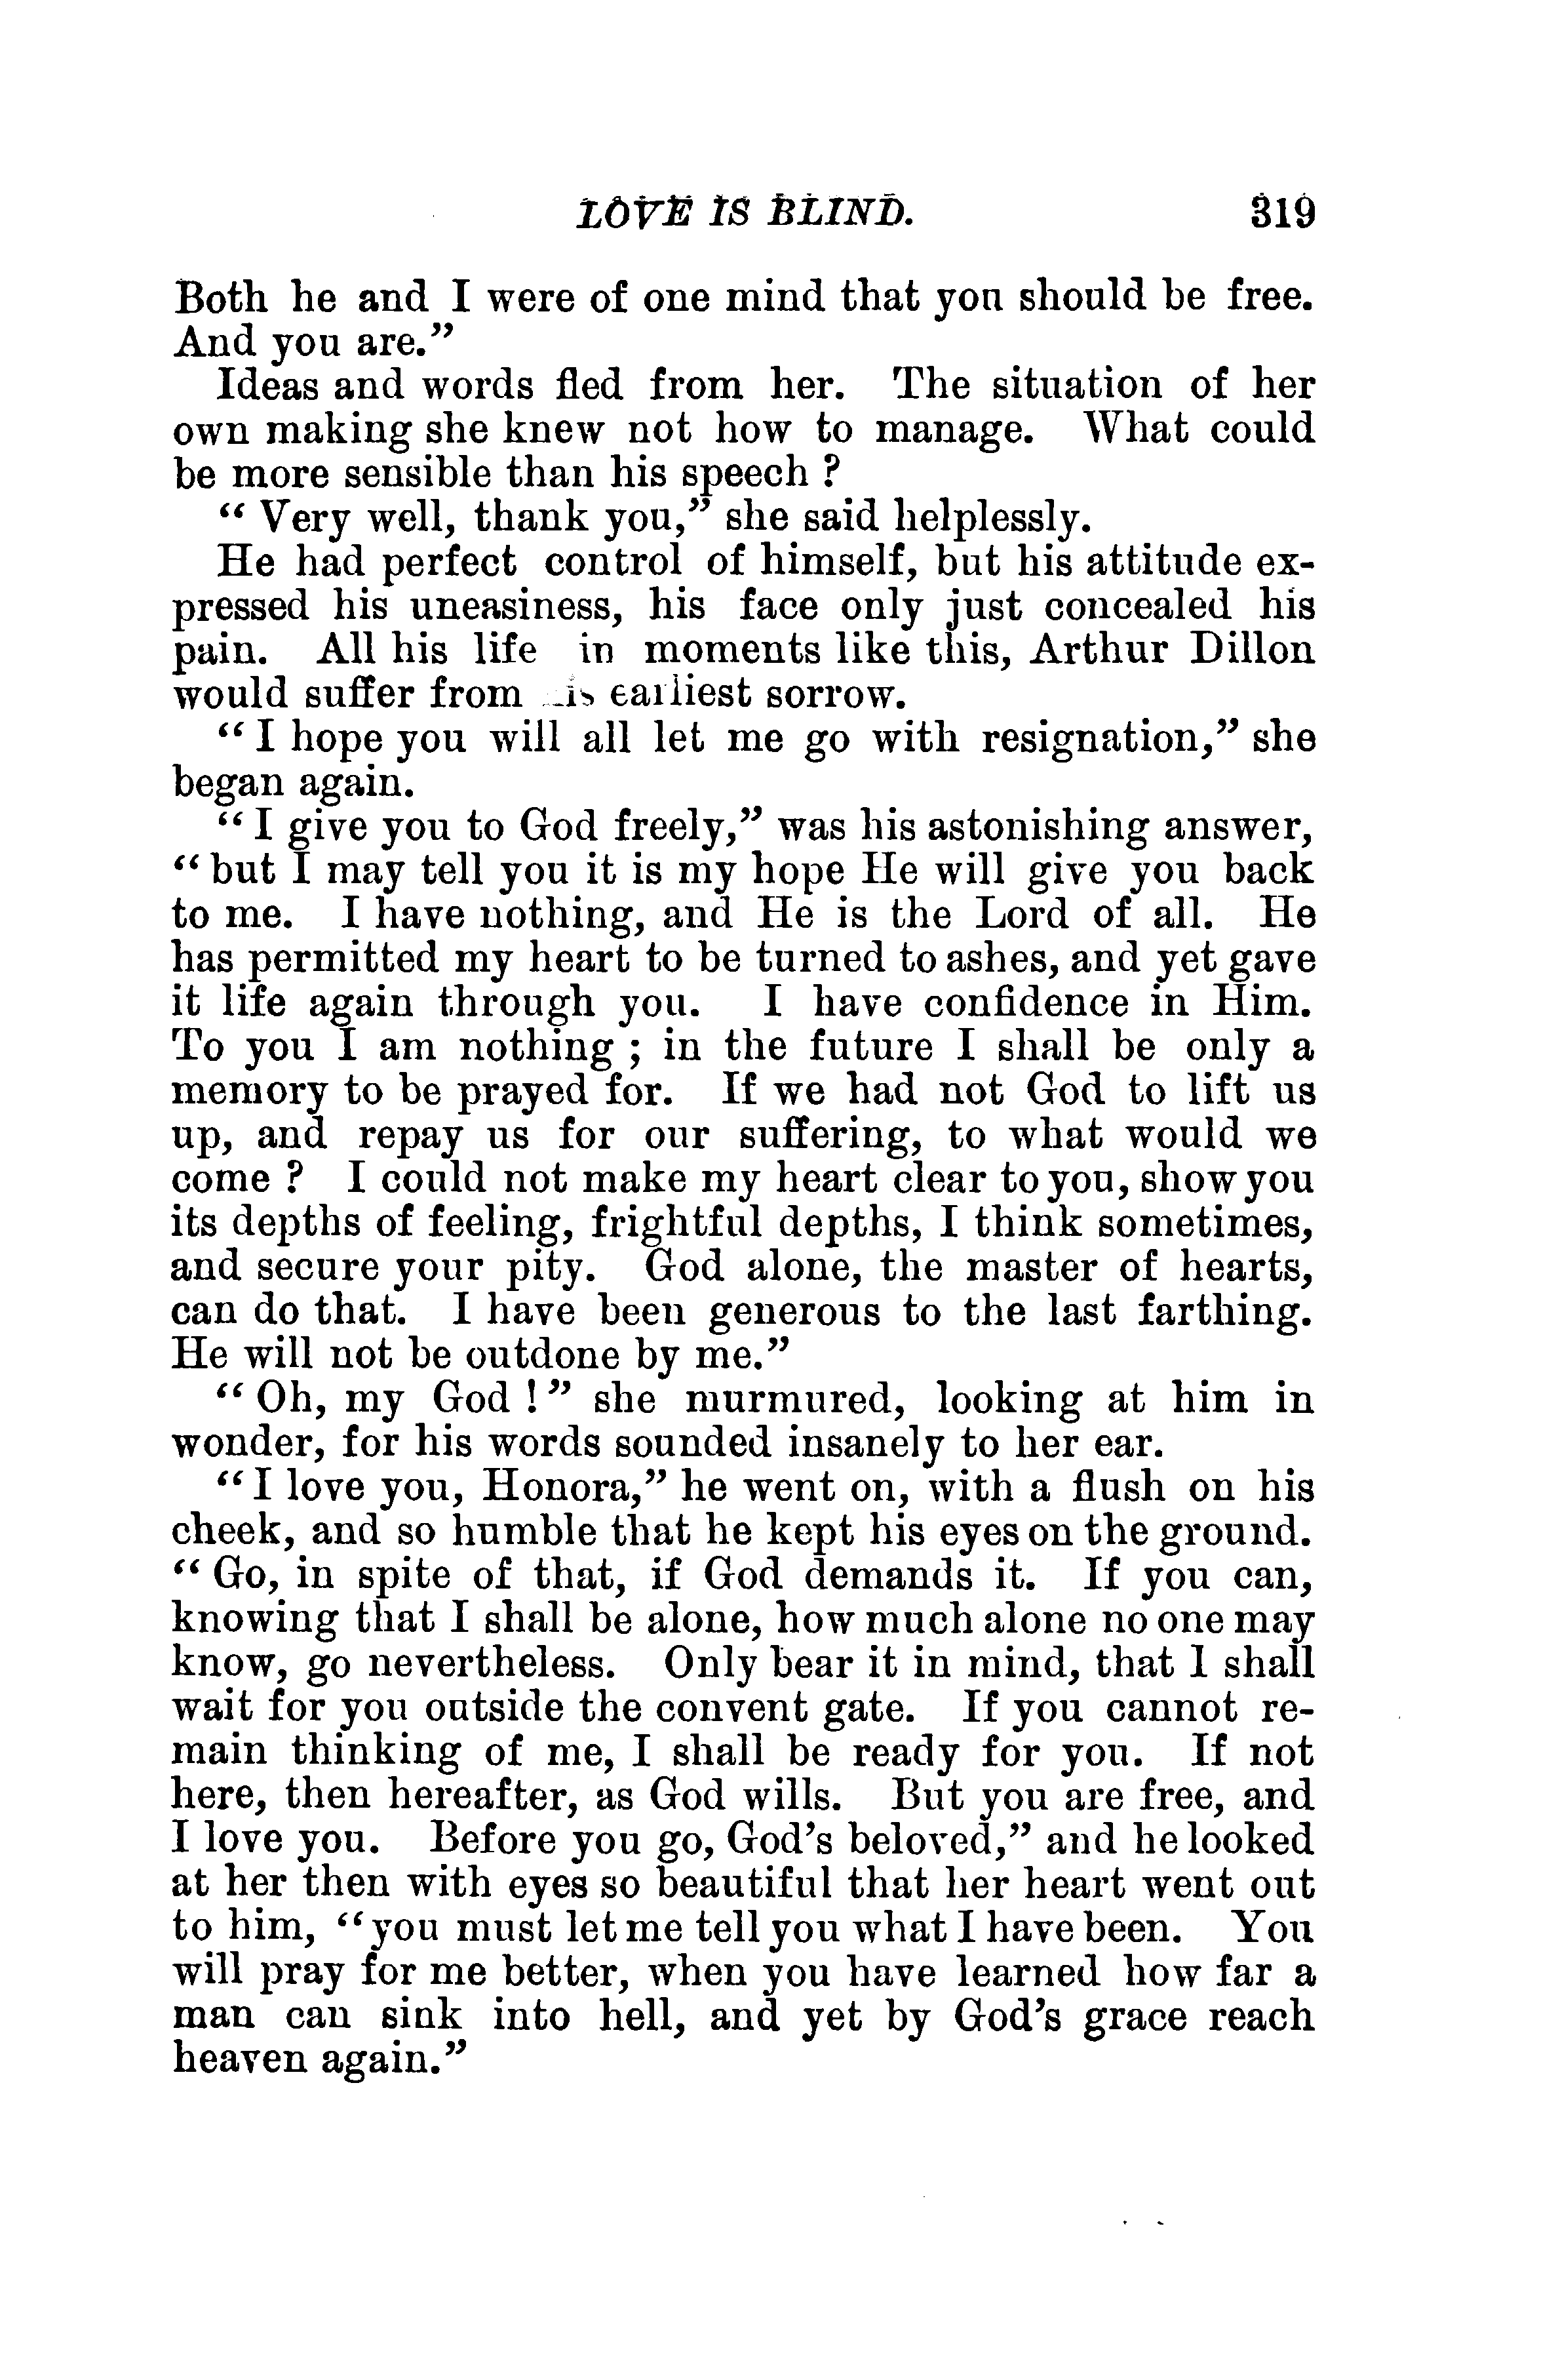 LOVE IS BLIND. 319
Both he and I were of one mind that you should be free.
And you are.”
Ideas and words fled from her. The situation of her
own making she knew not how to manage. What could
be more sensible than his speech ?
“ Very well, thank you,” she said helplessly.
He had perfect control of himself, but his attitude ex-
pressed his uneasiness, his face only just concealed his
pain. All his life in moments like this, Arthur Dillon
would suffer from earliest sorrow.
“ I hope you will all let me go with resignation,” she
began again.
“ I give you to God freely,” was his astonishing answer,
“ but I may tell you it is my hope He will give you back
to me. I have nothing, and He is the Lord of all. He
has permitted my heart to be turned to ashes, and yet gave
it life again through you. I have confidence in Him.
To you I am nothing ; in the future I shall be only a
memory to be prayed for. If we had not God to lift us
up, and repay us for our suffering, to what would we
come ? I could not make my heart clear to you, show you
its depths of feeling, frightful depths, I think sometimes,
and secure your pity. God alone, the master of hearts,
can do that. I have been generous to the last farthing.
He will not be outdone by me.”
“ Oh, my God !” she murmured, looking at him in
wonder, for his words sounded insanely to her ear.
“ I love you, Honora,” he went on, with a flush on his
cheek, and so humble that he kept his eyes on the ground.
“ Go, in spite of that, if God demands it. If you can,
knowing that I shall be alone, how much alone no one may
know, go nevertheless. Only bear it in mind, that I shall
wait for you outside the convent gate. If you cannot re-
main thinking of me, I shall be ready for you. If not
here, then hereafter, as God wills. But you are free, and
I love you. Before you go, God’s beloved,” and he looked
at her then with eyes so beautiful that her heart went out
to him, “ you must let me tell you what I have been. You
will pray for me better, when you have learned how far a
man can sink into hell, and yet by God’s grace reach
heaven again.”